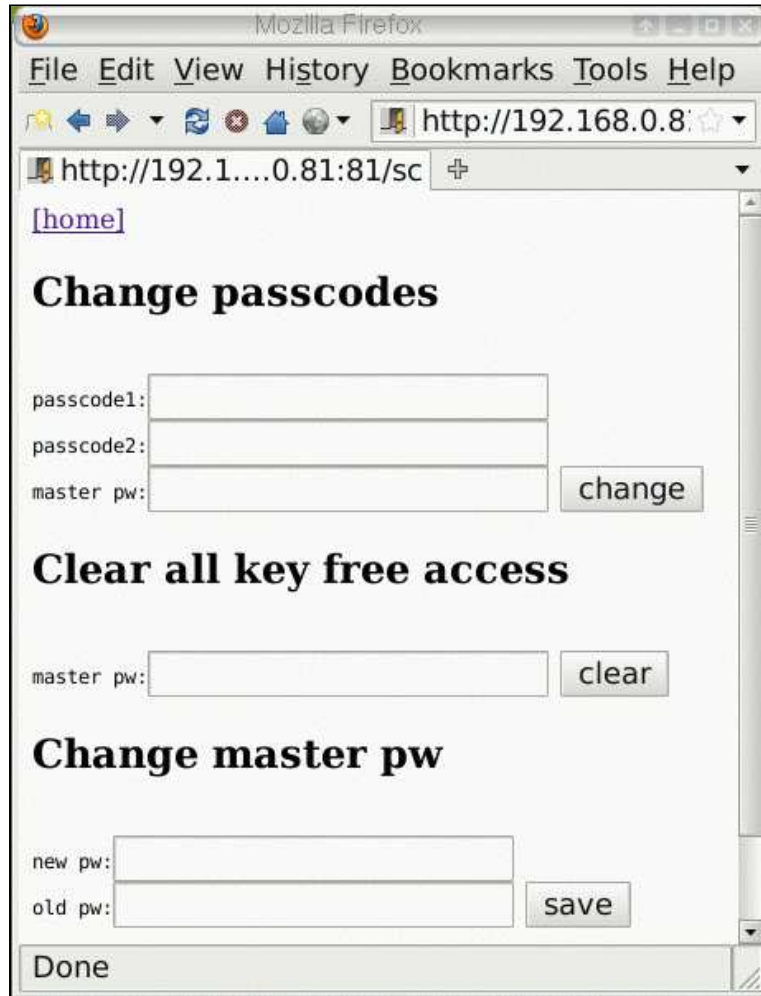 Mozilla Firefox
File Edit View History Bookmarks Tools Help
http://192.168.0.8
http://192.1....0.81:81/sc
[home]
Change passcodes
passcode1:
passcode2:
master pw: change
Clear all key free access
master pw: clear
Change master pw
new pw:
old pw: save
Done